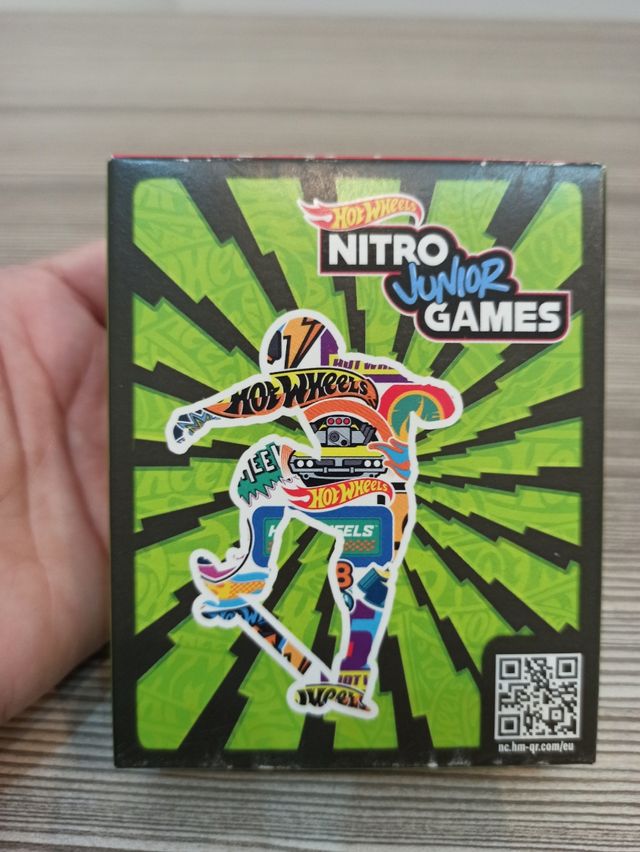 HOT WHEELS
NITRO
JUNIOR
GAMES
HOT WHEELS
HOT WHEELS
nc.hm-qr.com/eu